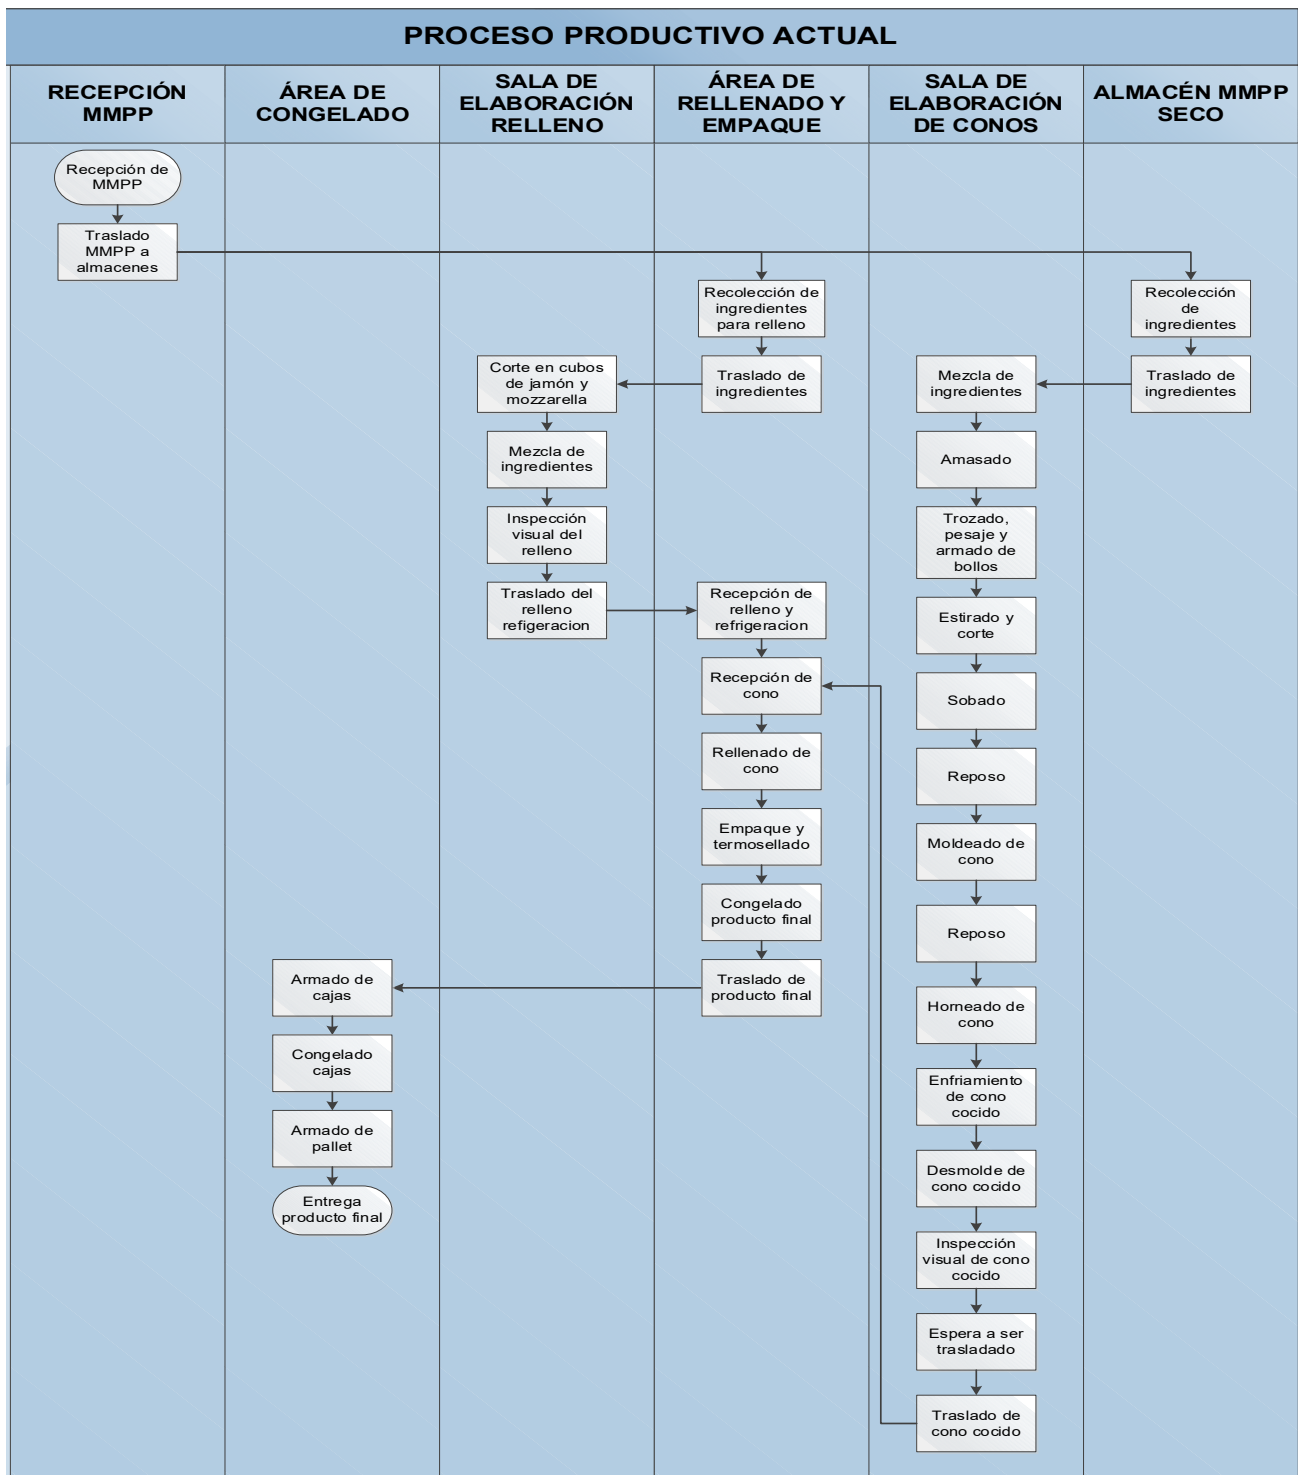 PROCESO PRODUCTIVO ACTUAL
RECEPCIÓN
MMPP
ÁREA DE
CONGELADO
SALA DE
ELABORACIÓN
RELLENO
ÁREA DE
RELLENADO Y
EMPAQUE
SALA DE
ELABORACIÓN
DE CONOS
ALMACÉN MMPP
SECO
Recepción de
MMPP
Traslado
MMPP a
almacenes
Recolección de
ingredientes
para relleno
Recolección
de
ingredientes
Corte en cubos
de jamón y
mozzarella
Traslado de
ingredientes
Mezcla de
ingredientes
Traslado de
ingredientes
Mezcla de
ingredientes
Amasado
Inspección
visual del
relleno
Trozado,
pesaje y
armado de
bollos
Traslado del
relleno
refigeracion
Recepción de
relleno y
refrigeracion
Estirado y
corte
Recepción de
cono
Sobado
Rellenado de
cono
Reposo
Empaque y
termosellado
Moldeado de
cono
Congelado
producto final
Reposo
Armado de
cajas
Traslado de
producto final
Horneado de
cono
Congelado
cajas
Enfriamiento
de cono
cocido
Armado de
pallet
Desmolde de
cono cocido
Entrega
producto final
Inspección
visual de cono
cocido
Espera a ser
trasladado
Traslado de
cono cocido